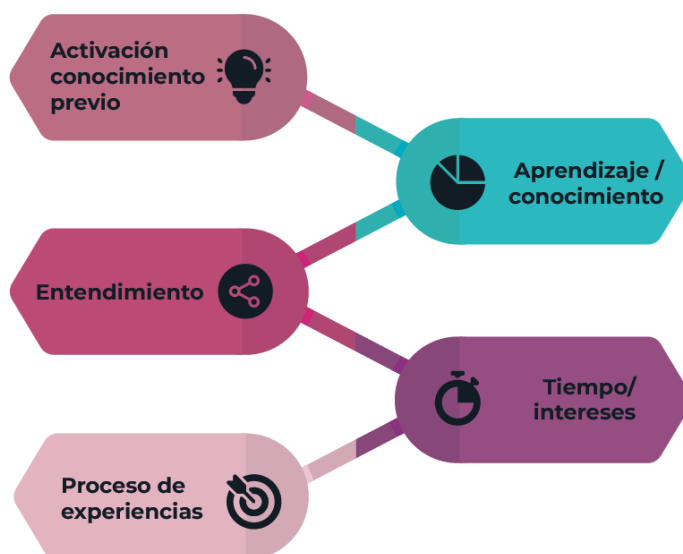 Activación
conocimiento
previo
Aprendizaje /
conocimiento
Entendimiento
Tiempo/
intereses
Proceso de
experiencias